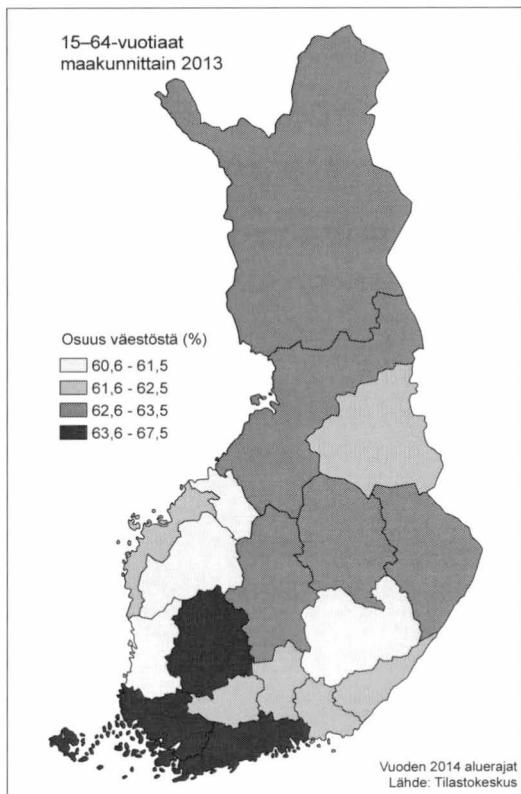 15–64-vuotiaat
maakunnittain 2013
Osuus väestöstä (%)
60,6 - 61,5
61,6 - 62,5
62,6 - 63,5
63,6 - 67,5
Vuoden 2014 aluerajat
Lähde: Tilastokeskus